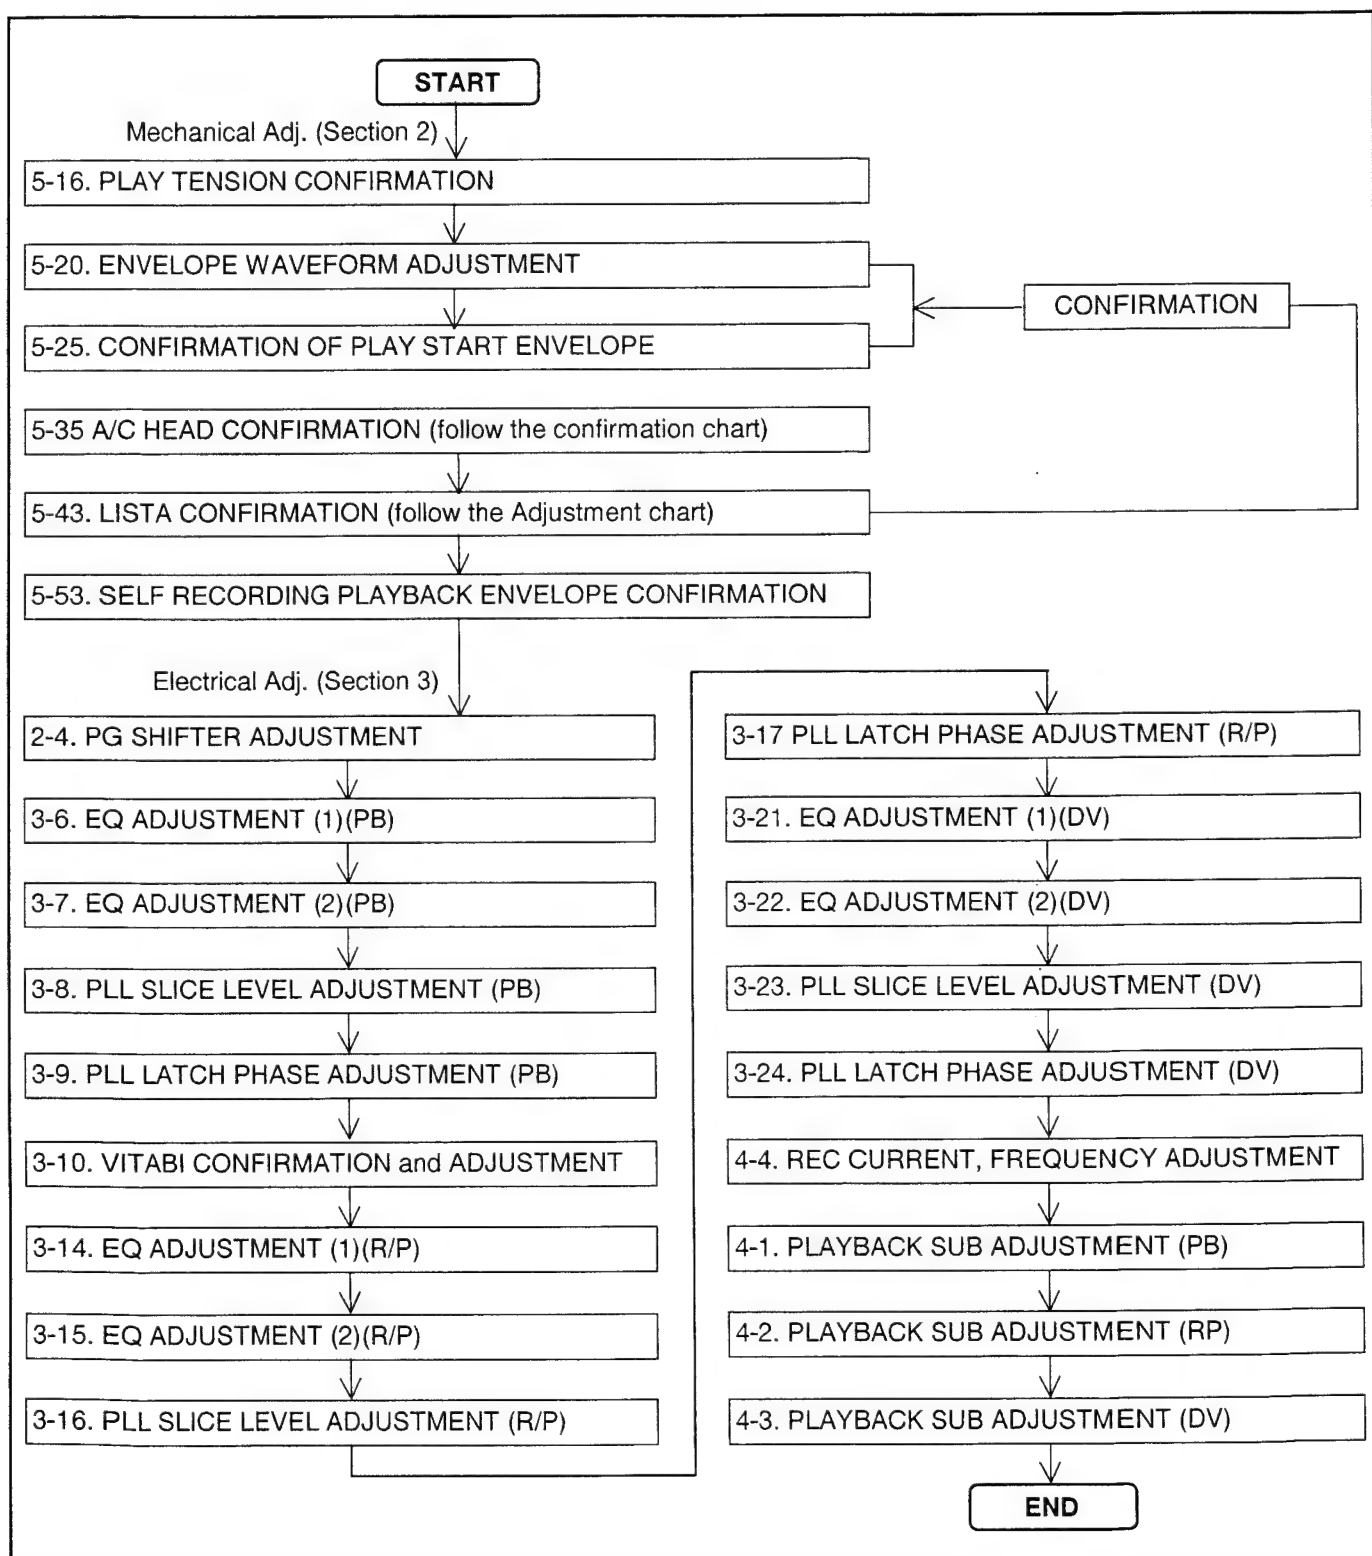 START
Mechanical Adj. (Section 2)
5-16. PLAY TENSION CONFIRMATION
5-20. ENVELOPE WAVEFORM ADJUSTMENT
CONFIRMATION
5-25. CONFIRMATION OF PLAY START ENVELOPE
5-35 A/C HEAD CONFIRMATION (follow the confirmation chart)
5-43. LISTA CONFIRMATION (follow the Adjustment chart)
5-53. SELF RECORDING PLAYBACK ENVELOPE CONFIRMATION
Electrical Adj. (Section 3)
2-4. PG SHIFTER ADJUSTMENT
3-6. EQ ADJUSTMENT (1)(PB)
3-7. EQ ADJUSTMENT (2)(PB)
3-8. PLL SLICE LEVEL ADJUSTMENT (PB)
3-9. PLL LATCH PHASE ADJUSTMENT (PB)
3-10. VITABI CONFIRMATION and ADJUSTMENT
3-14. EQ ADJUSTMENT (1)(R/P)
3-15. EQ ADJUSTMENT (2)(R/P)
3-16. PLL SLICE LEVEL ADJUSTMENT (R/P)
3-17 PLL LATCH PHASE ADJUSTMENT (R/P)
3-21. EQ ADJUSTMENT (1)(DV)
3-22. EQ ADJUSTMENT (2)(DV)
3-23. PLL SLICE LEVEL ADJUSTMENT (DV)
3-24. PLL LATCH PHASE ADJUSTMENT (DV)
4-4. REC CURRENT, FREQUENCY ADJUSTMENT
4-1. PLAYBACK SUB ADJUSTMENT (PB)
4-2. PLAYBACK SUB ADJUSTMENT (RP)
4-3. PLAYBACK SUB ADJUSTMENT (DV)
END